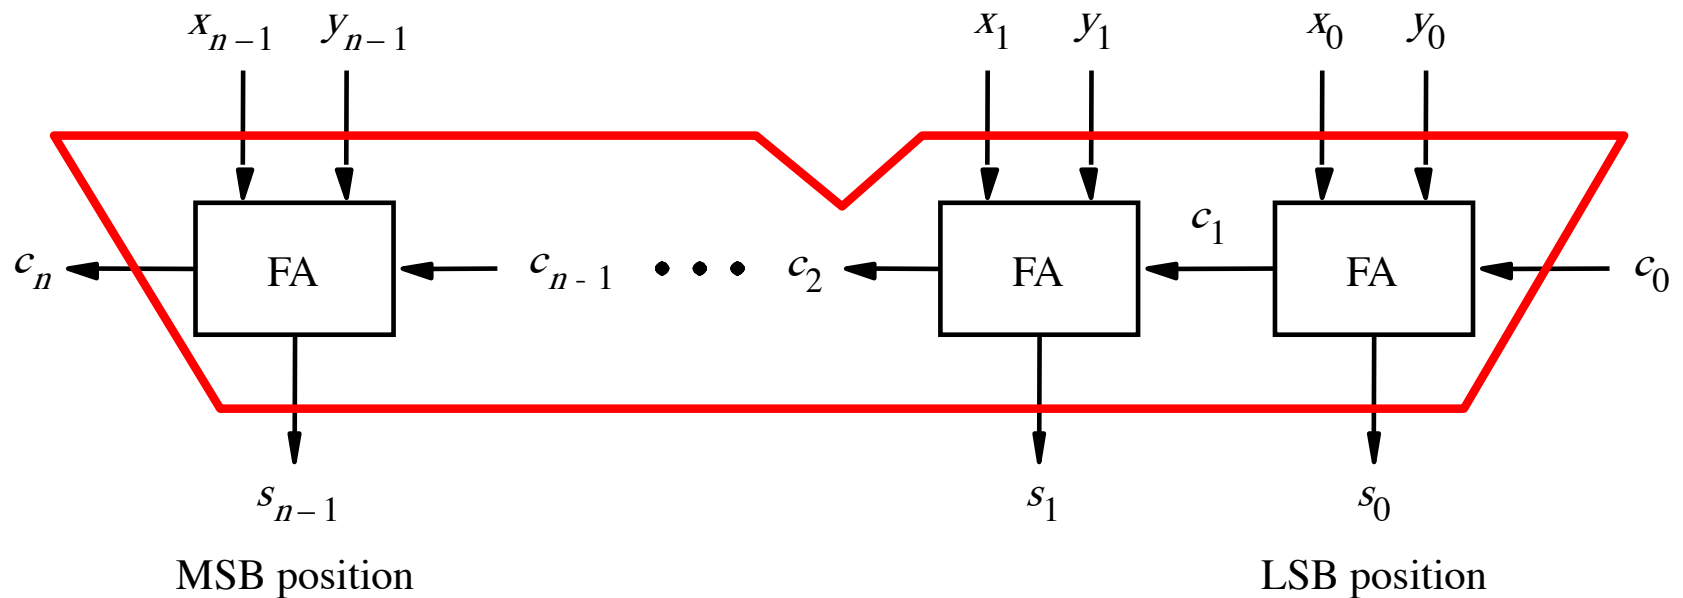 xₙ₋₁ yₙ₋₁ x₁ y₁ x₀ y₀
c₁
cₙ FA cₙ₋₁ • • • c₂ FA FA c₀
sₙ₋₁ s₁ s₀
MSB position LSB position